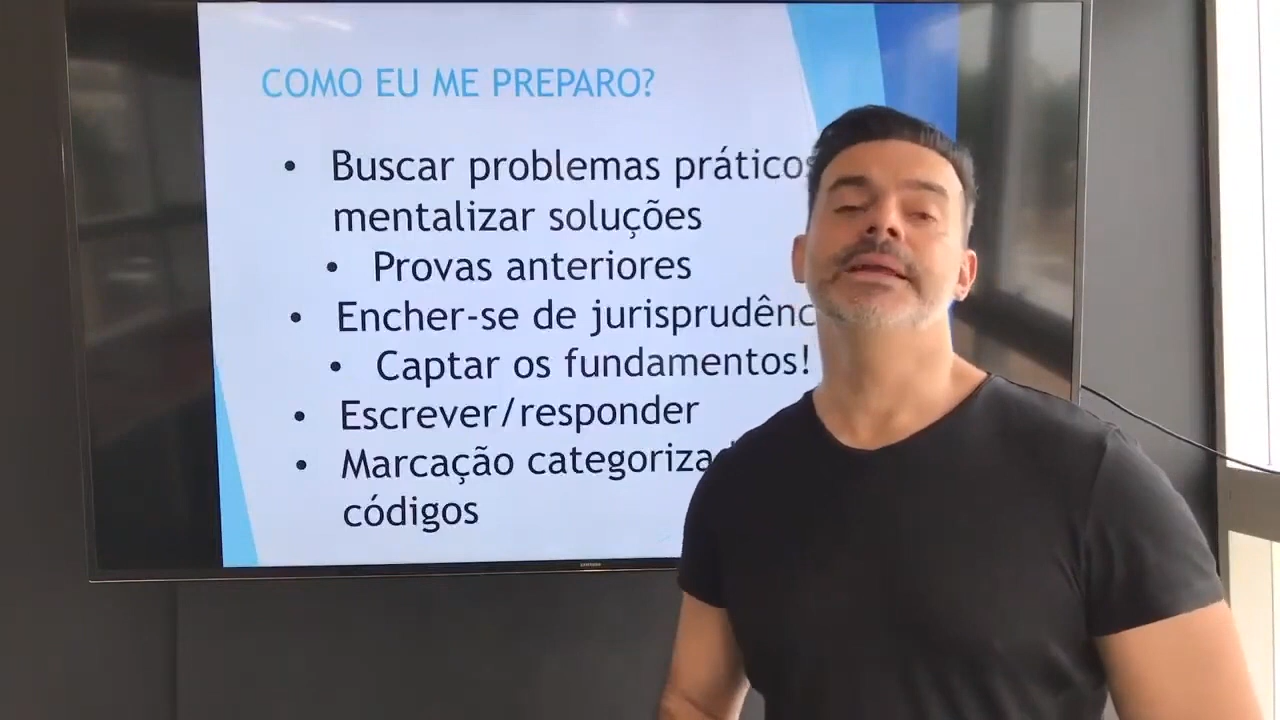 COMO EU ME PREPARO?
• Buscar problemas práticos
mentalizar soluções
• Provas anteriores
• Encher-se de jurisprudênc
• Captar os fundamentos!
• Escrever/responder
• Marcação categoriza
códigos
SAMSUNG